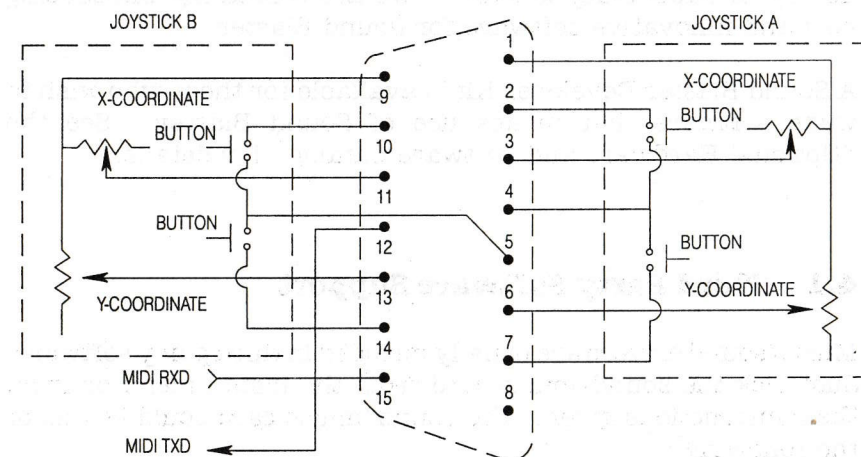 JOYSTICK B
JOYSTICK A
1
X-COORDINATE
9
X-COORDINATE
2
BUTTON
10
BUTTON
3
11
4
BUTTON
12
5
BUTTON
13
6
Y-COORDINATE
Y-COORDINATE
14
7
MIDI RXD
15
8
MIDI TXD